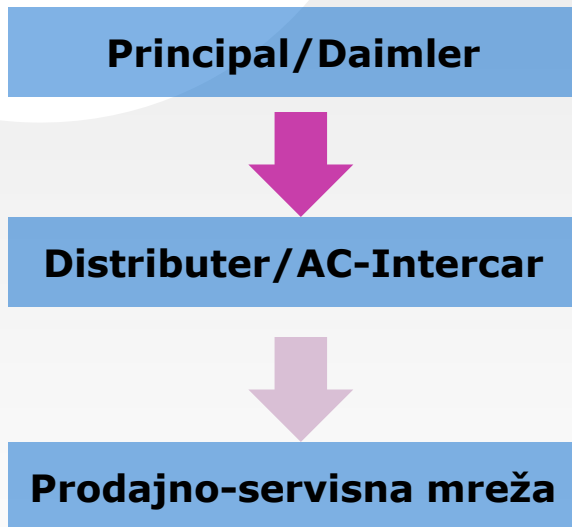 Principal/Daimler
Distributer/AC-Intercar
Prodajno-servisna mreža